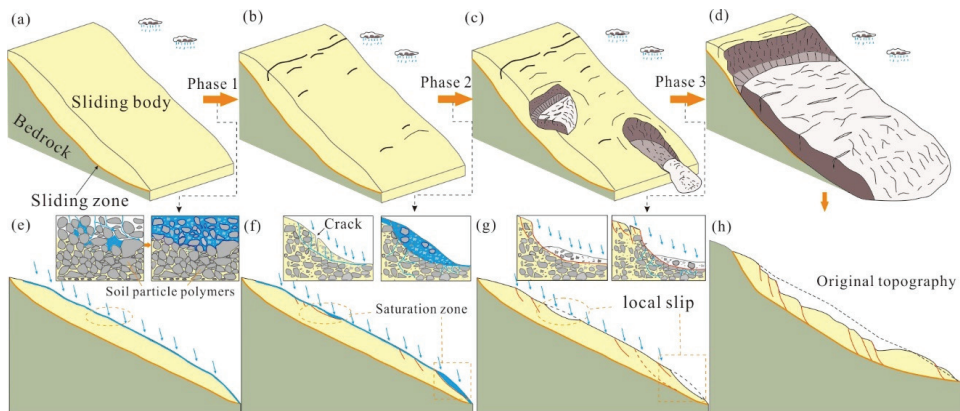 (a)
(b)
(c)
(d)
Phase 1
Phase 2
Phase 3
Sliding body
Bedrock
Sliding zone
(e)
(f)
(g)
(h)
Crack
Soil particle polymers
Saturation zone
local slip
Original topography